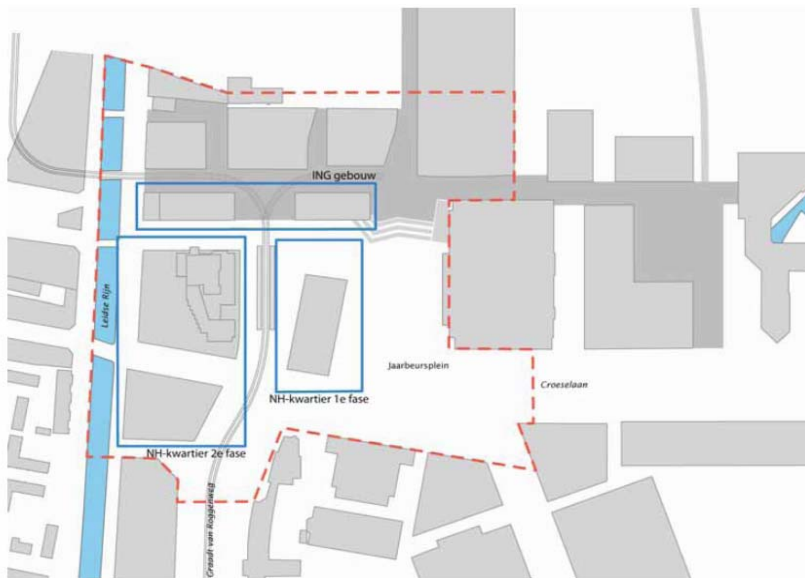 ING gebouw
Leidse Rijn
Jaarbeursplein
Croeselaan
NH-kwartier 1e fase
NH-kwartier 2e fase
Graadt van Roggenweg